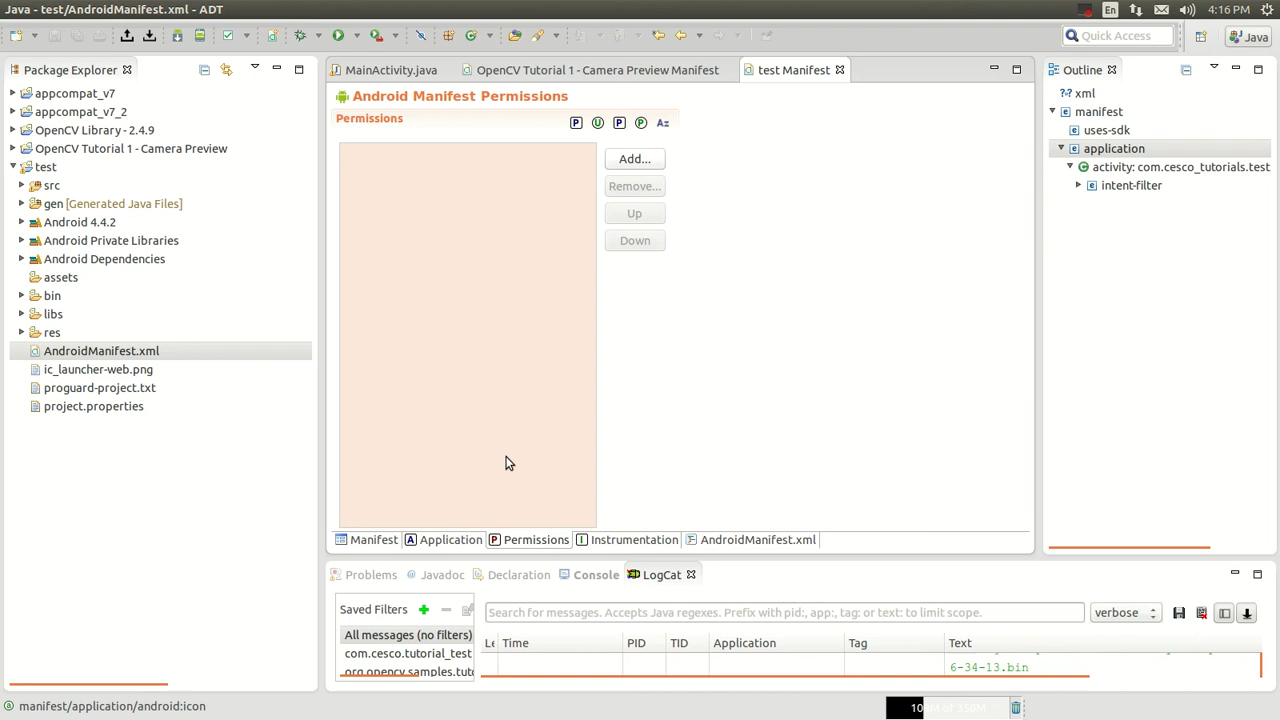 Java - test/AndroidManifest.xml - ADT
En
4:16 PM
Quick Access
Java
Package Explorer
MainActivity.java
OpenCV Tutorial 1 - Camera Preview Manifest
test Manifest
Outline
appcompat_v7
appcompat_v7_2
OpenCV Library - 2.4.9
OpenCV Tutorial 1 - Camera Preview
test
src
gen [Generated Java Files]
Android 4.4.2
Android Private Libraries
Android Dependencies
assets
bin
libs
res
AndroidManifest.xml
ic_launcher-web.png
proguard-project.txt
project.properties
Android Manifest Permissions
Permissions
P U P P Az
Add...
Remove...
Up
Down
Manifest
A Application
P Permissions
I Instrumentation
AndroidManifest.xml
xml
manifest
uses-sdk
application
activity: com.cesco_tutorials.test
intent-filter
Problems
@ Javadoc
Declaration
Console
LogCat
Saved Filters
All messages (no filters)
com.cesco.tutorial_test
Search for messages. Accepts Java regexes. Prefix with pid:, app:, tag: or text: to limit scope.
verbose
Time
PID
TID
Application
Tag
Text
6-34-13.bin
manifest/application/android:icon